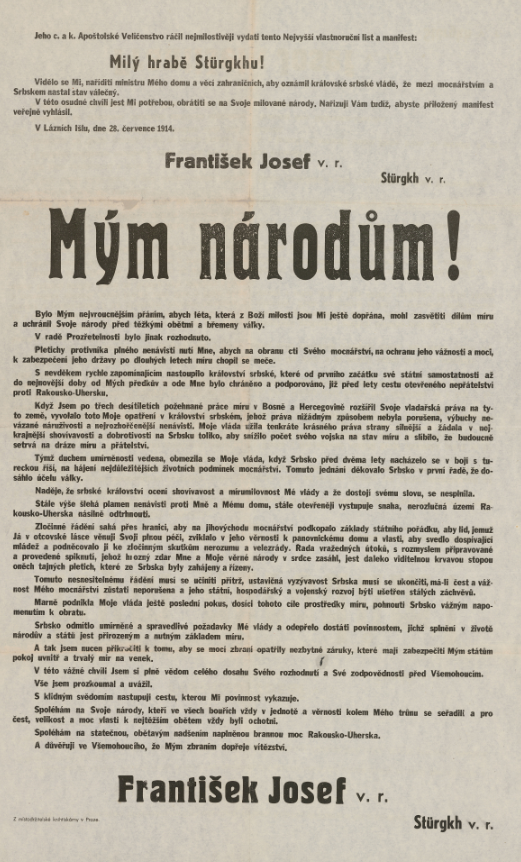 Jeho c. a k. Apoštolské Veličenstvo ráčil nejmilostivěji vydati tento Nejvyšší vlastnoruční list a manifest:
Milý hrabě Stürgkhu!
Vidělo se Mi, naříditi ministru Mého domu a věcí zahraničních, aby oznámil královské srbské vládě, že mezi mocnářstvím a
Srbskem nastal stav válečný.
V této osudné chvíli jest Mi potřebou, obrátiti se na Svoje milované národy. Nařizuji Vám tudíž, abyste přiložený manifest
veřejně vyhlásil.
V Lázních Išlu, dne 28. července 1914.
František Josef v. r.
Stürgkh v. r.
Mým národům!
Bylo Mým nejvroucnějším přáním, abych léta, která z Boží milosti jsou Mi ještě dopřána, mohl zasvětiti dílům míru
a uchrániti Svoje národy před těžkými obětmi a břemeny války.
V radě Prozřetelnosti bylo jinak rozhodnuto.
Pletichy protivníka plného nenávisti nutí Mne, abych na obranu cti Svého mocnářství, na ochranu jeho vážnosti a moci,
k zabezpečení jeho državy po dlouhých letech míru chopil se meče.
S nevděkem rychle zapomínajícím nastoupilo království srbské, které od prvního začátku své státní samostatnosti až
do nejnovější doby od Mých předků a ode Mne bylo chráněno a podporováno, již před lety cestu otevřeného nepřátelství
proti Rakousko-Uhersku.
Když Jsem po třech desítiletích požehnané práce míru v Bosně a Hercegovině rozšířil Svoje vladařská práva na ty-
to země, vyvolalo toto Moje opatření v království srbském, jehož práva nižádným způsobem nebyla porušena, výbuchy ne-
vázané náruživosti a nejrozhořčenější nenávisti. Moje vláda užila tenkráte krásného práva strany silnější a žádala v nej-
krajnější shovívavosti a dobrotivosti na Srbsku toliko, aby snížilo počet svého vojska na stav míru a slíbilo, že budoucně
setrvá na dráze míru a přátelství.
Týmž duchem umírnění vedena, obmezila se Moje vláda, když Srbsko před dvěma lety nacházelo se v boji s tu-
reckou říší, na hájení nejdůležitějších životních podmínek mocnářství. Tomuto jednání děkovalo Srbsko v první řadě, že do-
sáhlo účelu války.
Naděje, že srbské království ocení shovívavost a mírumilovnost Mé vlády a že dostojí svému slovu, se nesplnila.
Stále výše šlehá plamen nenávisti proti Mně a Mému domu, stále otevřeněji vystupuje snaha, nerozlučná území Ra-
kousko-Uherska násilně odtrhnouti.
Zločinné řádění sahá přes hranici, aby na jihovýchodu mocnářství podkopalo základy státního pořádku, aby lid, jemuž
Já v otcovské lásce věnuji Svoji plnou péči, zviklalo v jeho věrnosti k panovnickému domu a vlasti, aby svedlo dospívající
mládež a podněcovalo ji ke zločinným skutkům nerozumu a velezrády. Řada vražedných útoků, s rozmyslem připravované
a provedené spiknutí, jehož hrozný zdar Mne a Moje věrné národy v srdce zasáhl, jest daleko viditelnou krvavou stopou
oněch tajných pletich, které ze Srbska byly zahájeny a řízeny.
Tomuto nesnesitelnému řádění musí se učiniti přítrž, ustavičná vyzývavost Srbska musí se ukončiti, má-li čest a váž-
nost Mého mocnářství zůstati neporušena a jeho státní, hospodářský a vojenský rozvoj býti ušetřen stálých záchvěvů.
Marně podnikla Moje vláda ještě poslední pokus, dosíci tohoto cíle prostředky míru, pohnouti Srbsko vážným napo-
menutím k obratu.
Srbsko odmítlo umírněné a spravedlivé požadavky Mé vlády a odepřelo dostáti povinnostem, jichž splnění v životě
národův a států jest přirozeným a nutným základem míru.
A tak jsem nucen přikročiti k tomu, aby se mocí zbraní opatřily nezbytné záruky, které mají zabezpečiti Mým státům
pokoj uvnitř a trvalý mír na venek.
V této vážné chvíli Jsem si plně vědom celého dosahu Svého rozhodnutí a Své zodpovědnosti před Všemohoucím.
Vše jsem prozkoumal a uvážil.
S klidným svědomím nastupuji cestu, kterou Mi povinnost vykazuje.
Spoléhám na Svoje národy, kteří ve všech bouřích vždy v jednotě a věrnosti kolem Mého trůnu se seřadili a pro
čest, velikost a moc vlasti k nejtěžším obětem vždy byli ochotni.
Spoléhám na statečnou, obětavým nadšením naplněnou brannou moc Rakousko-Uherska.
A důvěřuji ve Všemohoucího, že Mým zbraním dopřeje vítězství.
František Josef v. r.
Stürgkh v. r.
Z místodržitelské knihtiskárny v Praze